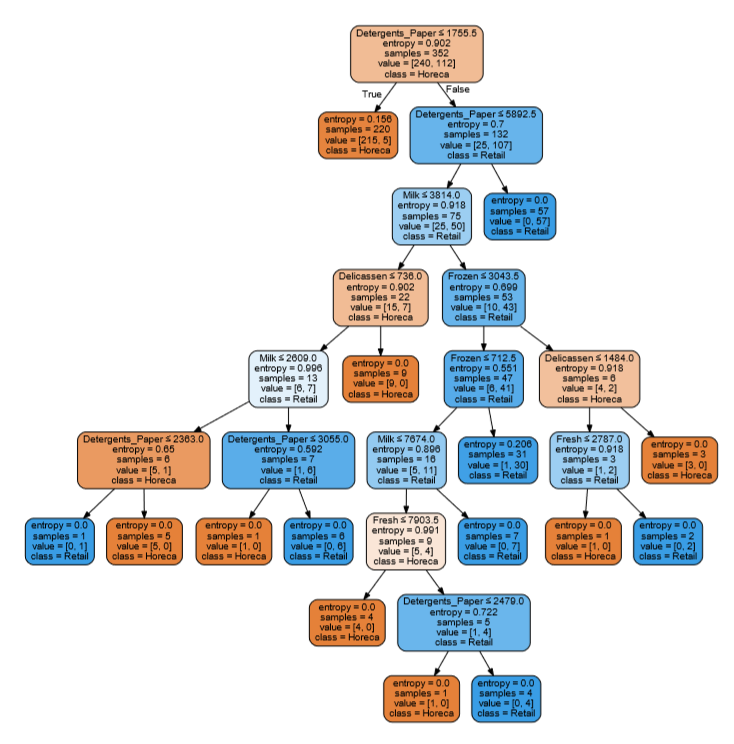 Detergents_Paper ≤ 1755.5
entropy = 0.902
samples = 352
value = [240, 112]
class = Horeca
True
False
entropy = 0.156
samples = 220
value = [215, 5]
class = Horeca
Detergents_Paper ≤ 5892.5
entropy = 0.7
samples = 132
value = [25, 107]
class = Retail
Milk ≤ 3814.0
entropy = 0.918
samples = 75
value = [25, 50]
class = Retail
entropy = 0.0
samples = 57
value = [0, 57]
class = Retail
Delicassen ≤ 736.0
entropy = 0.902
samples = 22
value = [15, 7]
class = Horeca
Frozen ≤ 3043.5
entropy = 0.699
samples = 53
value = [10, 43]
class = Retail
Milk ≤ 2609.0
entropy = 0.996
samples = 13
value = [6, 7]
class = Retail
entropy = 0.0
samples = 9
value = [9, 0]
class = Horeca
Frozen ≤ 712.5
entropy = 0.551
samples = 47
value = [6, 41]
class = Retail
Delicassen ≤ 1484.0
entropy = 0.918
samples = 6
value = [4, 2]
class = Horeca
Detergents_Paper ≤ 2363.0
entropy = 0.65
samples = 6
value = [5, 1]
class = Horeca
Detergents_Paper ≤ 3055.0
entropy = 0.592
samples = 7
value = [1, 6]
class = Retail
Milk ≤ 7674.0
entropy = 0.896
samples = 16
value = [5, 11]
class = Retail
entropy = 0.206
samples = 31
value = [1, 30]
class = Retail
Fresh ≤ 2787.0
entropy = 0.918
samples = 3
value = [1, 2]
class = Retail
entropy = 0.0
samples = 3
value = [3, 0]
class = Horeca
entropy = 0.0
samples = 1
value = [0, 1]
class = Retail
entropy = 0.0
samples = 5
value = [5, 0]
class = Horeca
entropy = 0.0
samples = 1
value = [1, 0]
class = Horeca
entropy = 0.0
samples = 6
value = [0, 6]
class = Retail
Fresh ≤ 7903.5
entropy = 0.991
samples = 9
value = [5, 4]
class = Horeca
entropy = 0.0
samples = 7
value = [0, 7]
class = Retail
entropy = 0.0
samples = 1
value = [1, 0]
class = Horeca
entropy = 0.0
samples = 2
value = [0, 2]
class = Retail
entropy = 0.0
samples = 4
value = [4, 0]
class = Horeca
Detergents_Paper ≤ 2479.0
entropy = 0.722
samples = 5
value = [1, 4]
class = Retail
entropy = 0.0
samples = 1
value = [1, 0]
class = Horeca
entropy = 0.0
samples = 4
value = [0, 4]
class = Retail